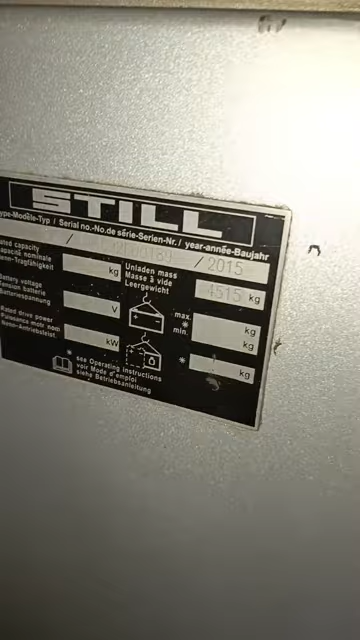 STILL
Type-Modèle-Typ / Serial no.-No.de série-Serien-Nr. / year-année-Baujahr
/ / 2015
rated capacity
capacité nominale
Nenn-Tragfähigkeit
kg
Unladen mass
Masse à vide
Leergewicht
4515 kg
Battery voltage
Tension batterie
Batteriespannung
V
max.
kg
*
min.
kg
Rated drive power
Puissance motr nom
Nenn-Antriebsleist.
kW
*
kg
* see Operating instructions
voir Mode d'emploi
siehe Betriebsanleitung